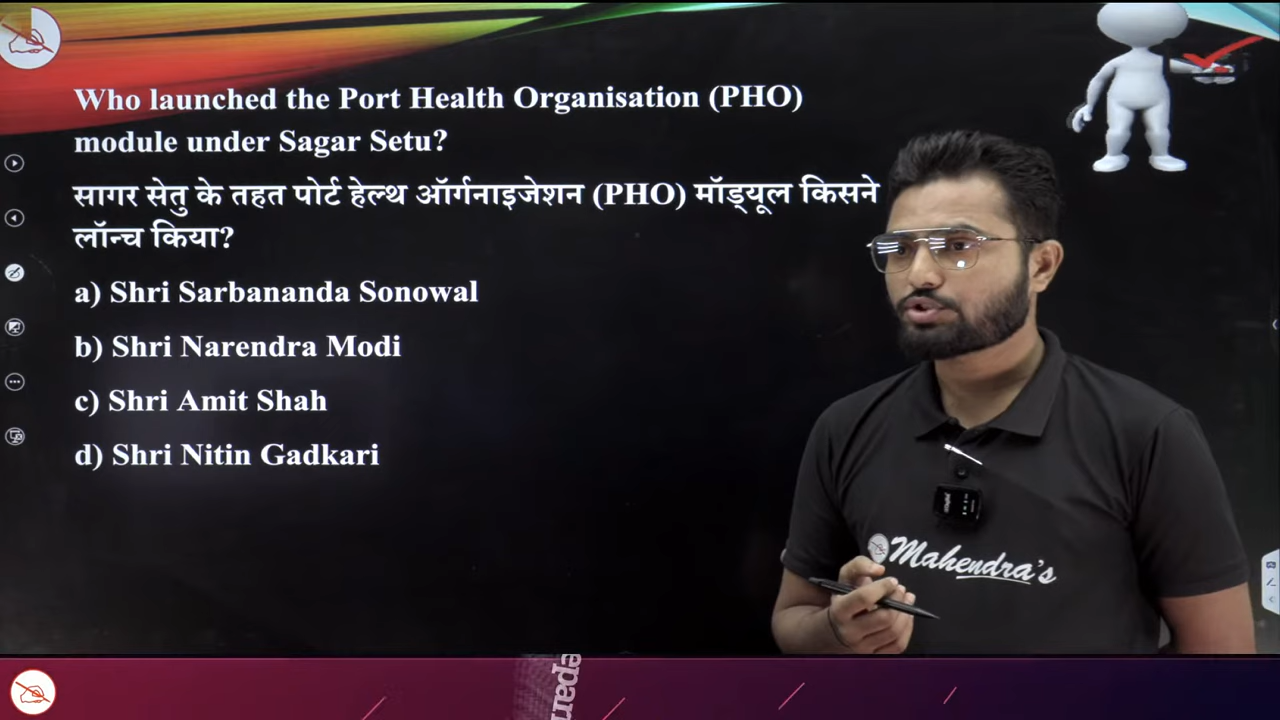 Who launched the Port Health Organisation (PHO)
module under Sagar Setu?
सागर सेतु के तहत पोर्ट हेल्थ ऑर्गनाइजेशन (PHO) मॉड्यूल किसने
लॉन्च किया?
a) Shri Sarbananda Sonowal
b) Shri Narendra Modi
c) Shri Amit Shah
d) Shri Nitin Gadkari
Mahendra's
epar